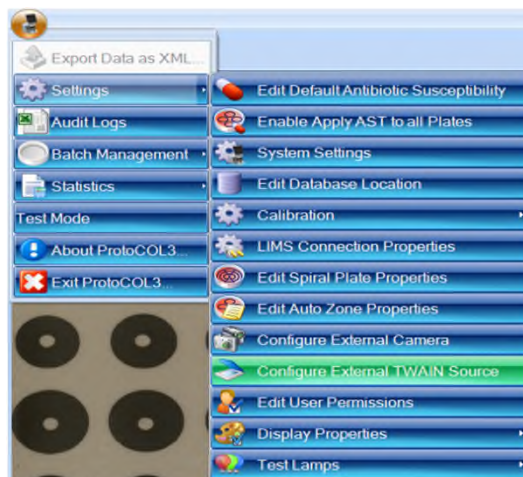 Export Data as XML...
Settings
Audit Logs
Batch Management
Statistics
Test Mode
About ProtoCOL3...
Exit ProtoCOL3...
Edit Default Antibiotic Susceptibility
Enable Apply AST to all Plates
System Settings
Edit Database Location
Calibration
LIMS Connection Properties
Edit Spiral Plate Properties
Edit Auto Zone Properties
Configure External Camera
Configure External TWAIN Source
Edit User Permissions
Display Properties
Test Lamps